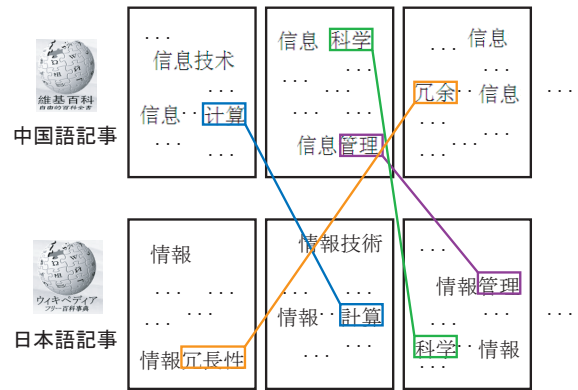 維基百科
自由的百科全書
中国語記事
...
信息技术
...
信息 ... 计算
... ...
信息 科学
...
... ...
...
信息管理
...
... 信息
...
冗余 ... 信息
...
...
...
ウィキペディア
フリー百科事典
日本語記事
情報
...
... ...
...
情報冗長性
情報技術
...
... ...
情報 ... 計算
...
...
...
情報管理
...
...
科学 ... 情報
...